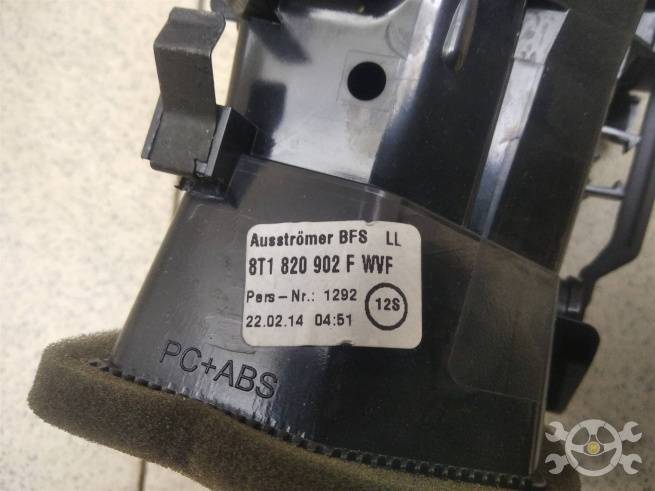 Ausströmer BFS LL
8T1 820 902 F WVF
Pers-Nr.: 1292 12S
22.02.14 04:51
PC+ABS